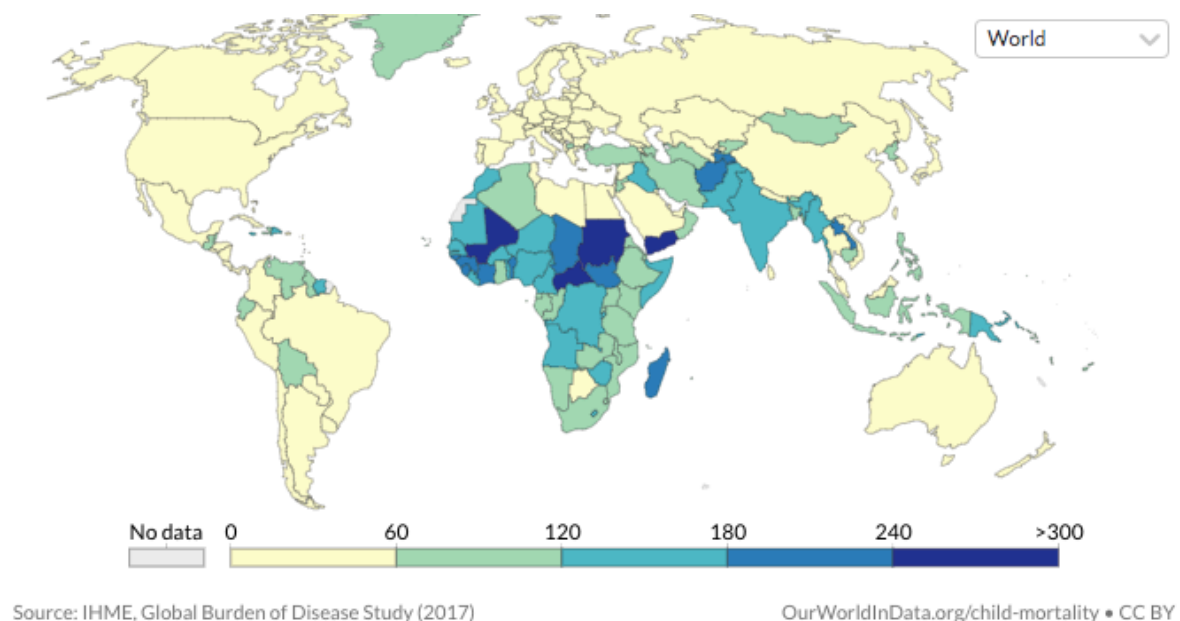 World
No data 0 60 120 180 240 >300
Source: IHME, Global Burden of Disease Study (2017) OurWorldInData.org/child-mortality • CC BY